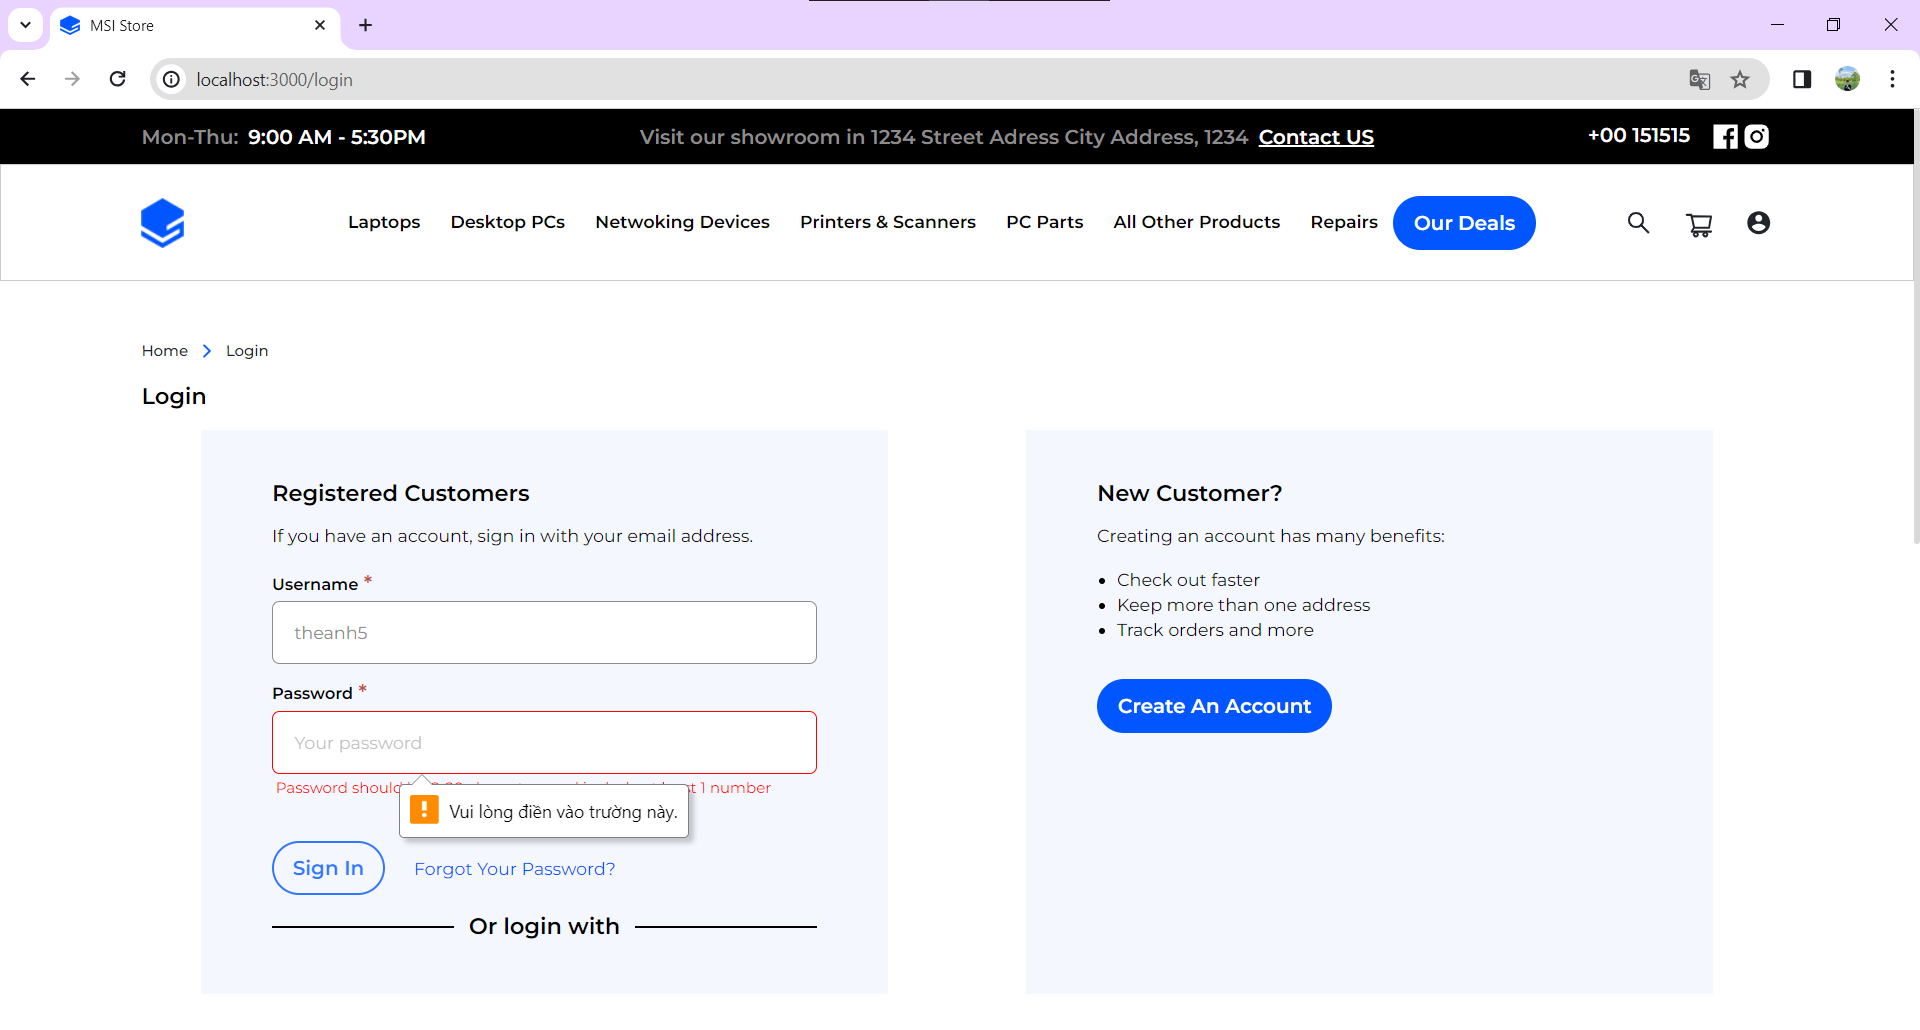 MSI Store
localhost:3000/login
Mon-Thu: 9:00 AM - 5:30PM
Visit our showroom in 1234 Street Adress City Address, 1234 Contact US
+00 151515
Laptops
Desktop PCs
Netwoking Devices
Printers & Scanners
PC Parts
All Other Products
Repairs
Our Deals
Home
Login
Login
Registered Customers
If you have an account, sign in with your email address.
Username *
theanh5
Password *
Your password
Password should
1 number
Vui lòng điền vào trường này.
Sign In
Forgot Your Password?
Or login with
New Customer?
Creating an account has many benefits:
• Check out faster
• Keep more than one address
• Track orders and more
Create An Account